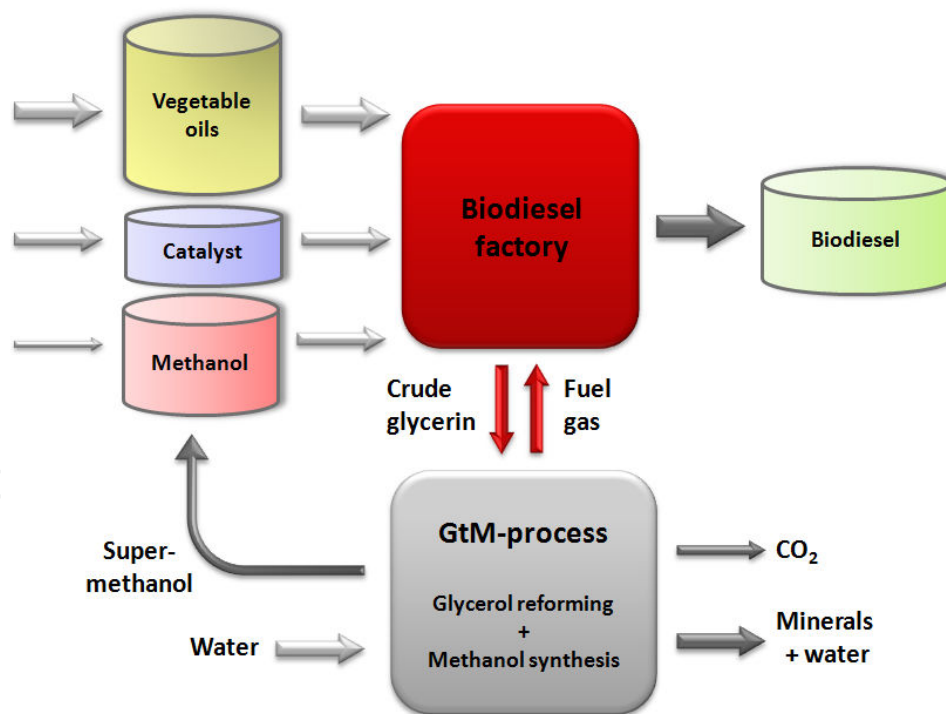 Vegetable
oils
Catalyst
Methanol
Biodiesel
factory
Biodiesel
Crude
glycerin
Fuel
gas
GtM-process
Glycerol reforming
+
Methanol synthesis
Super-
methanol
Water
CO₂
Minerals
+ water